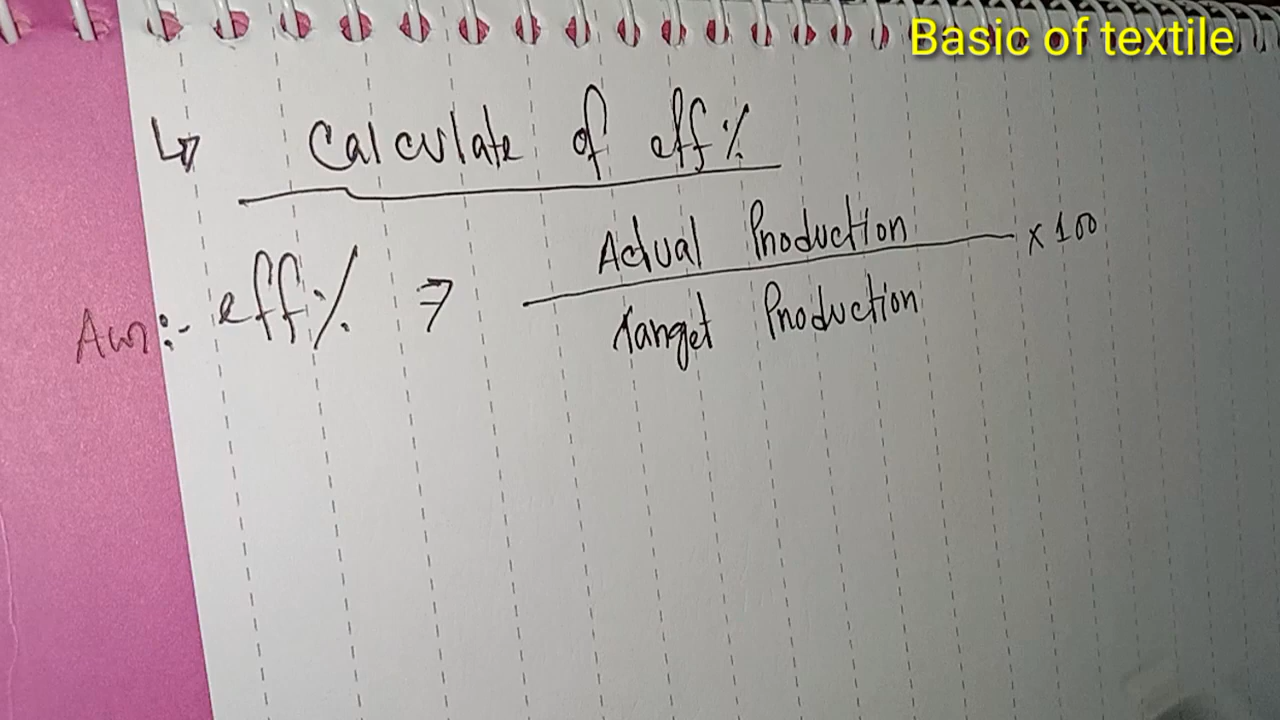 Basic of textile
↳ Calculate of eff%
Ans:- eff% ⇒ Actual Production / Target Production × 100